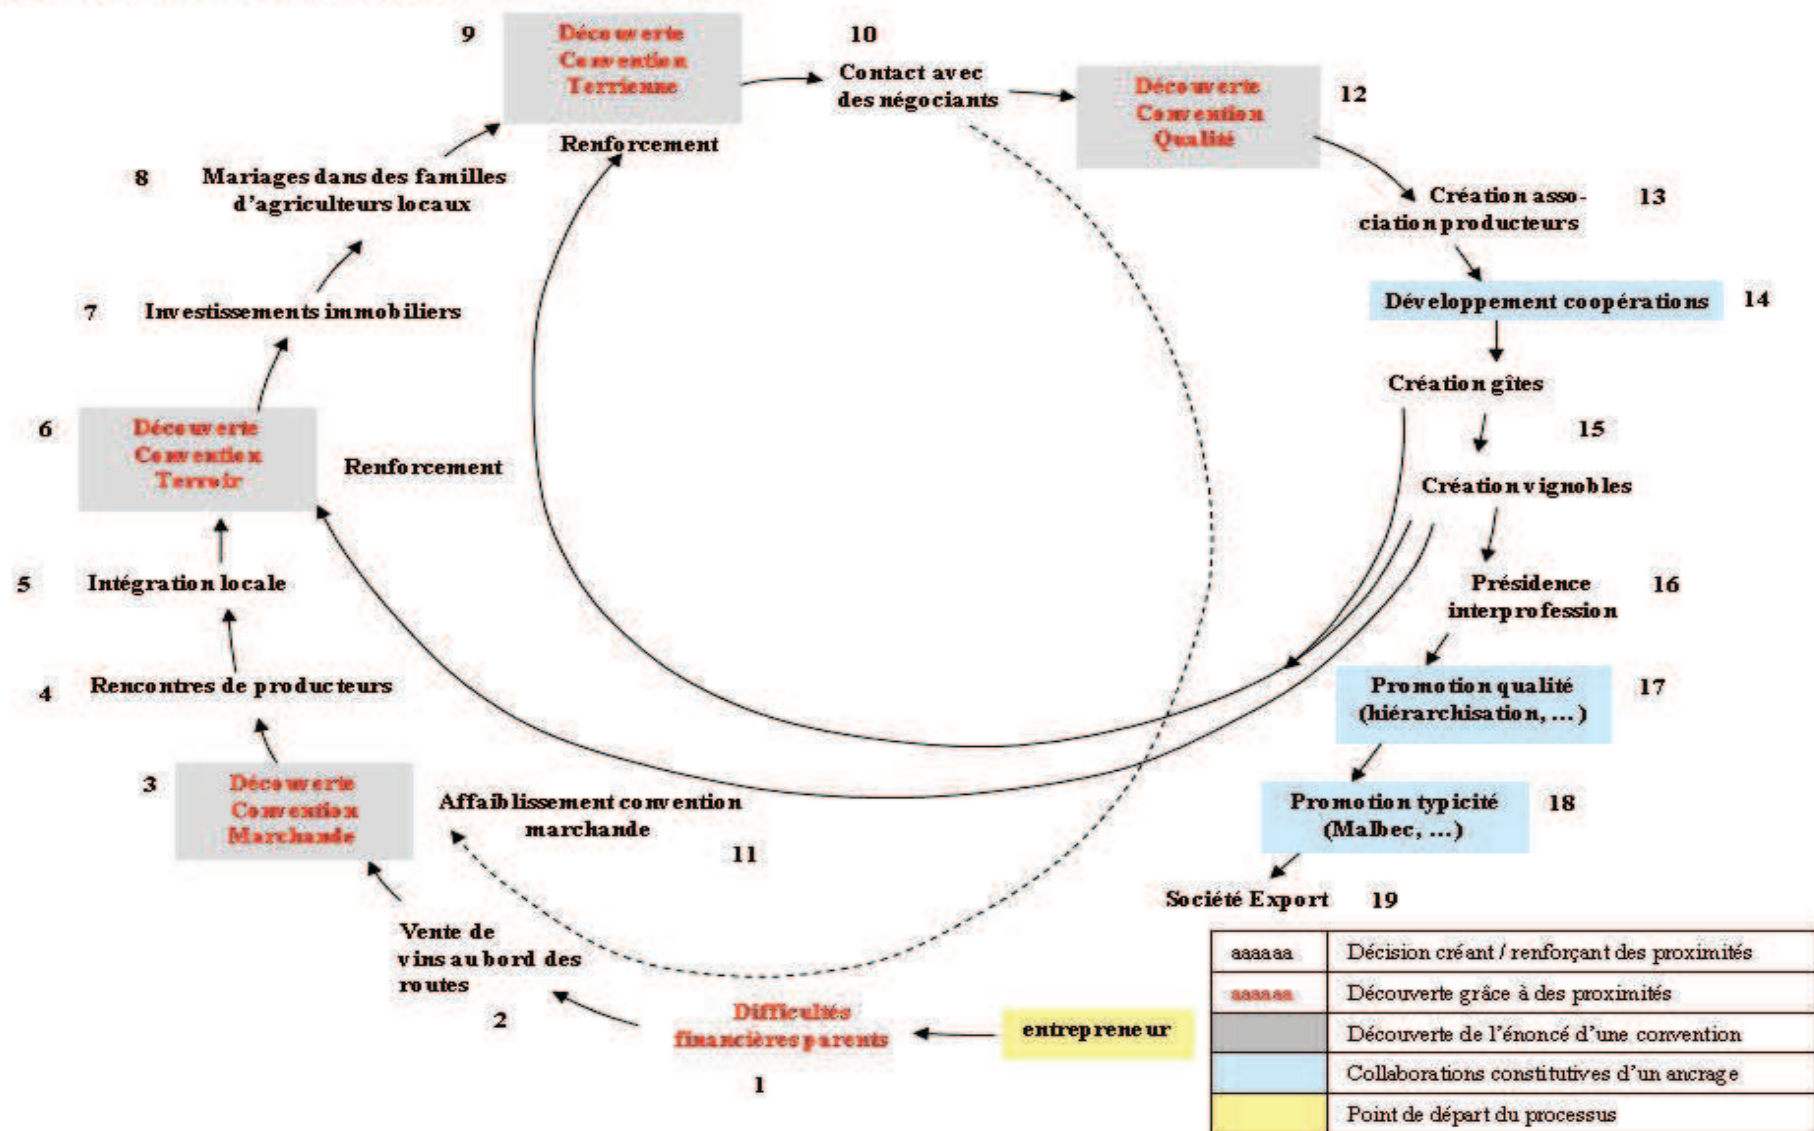 9
Découverte
Convention
Terrienne
Renforcement
10
Contact avec
des négociants
Découverte
Convention
Qualité
12
8
Mariages dans des familles
d'agriculteurs locaux
Création asso-
ciation producteurs
13
7
Investissements immobiliers
Développement coopérations
14
Création gîtes
15
6
Découverte
Convention
Terroir
Renforcement
Création vignobles
5
Intégration locale
Présidence
interprofession
16
4
Rencontres de producteurs
Promotion qualité
(hiérarchisation, ...)
17
3
Découverte
Convention
Marchande
Affaiblissement convention
marchande
11
Promotion typicité
(Malbec, ...)
18
Société Export
19
Vente de
vins au bord des
routes
2
Difficultés
financières parents
1
entrepreneur
aaaaaa Décision créant / renforçant des proximités
aaaaaa Découverte grâce à des proximités
Découverte de l'énoncé d'une convention
Collaborations constitutives d'un ancrage
Point de départ du processus